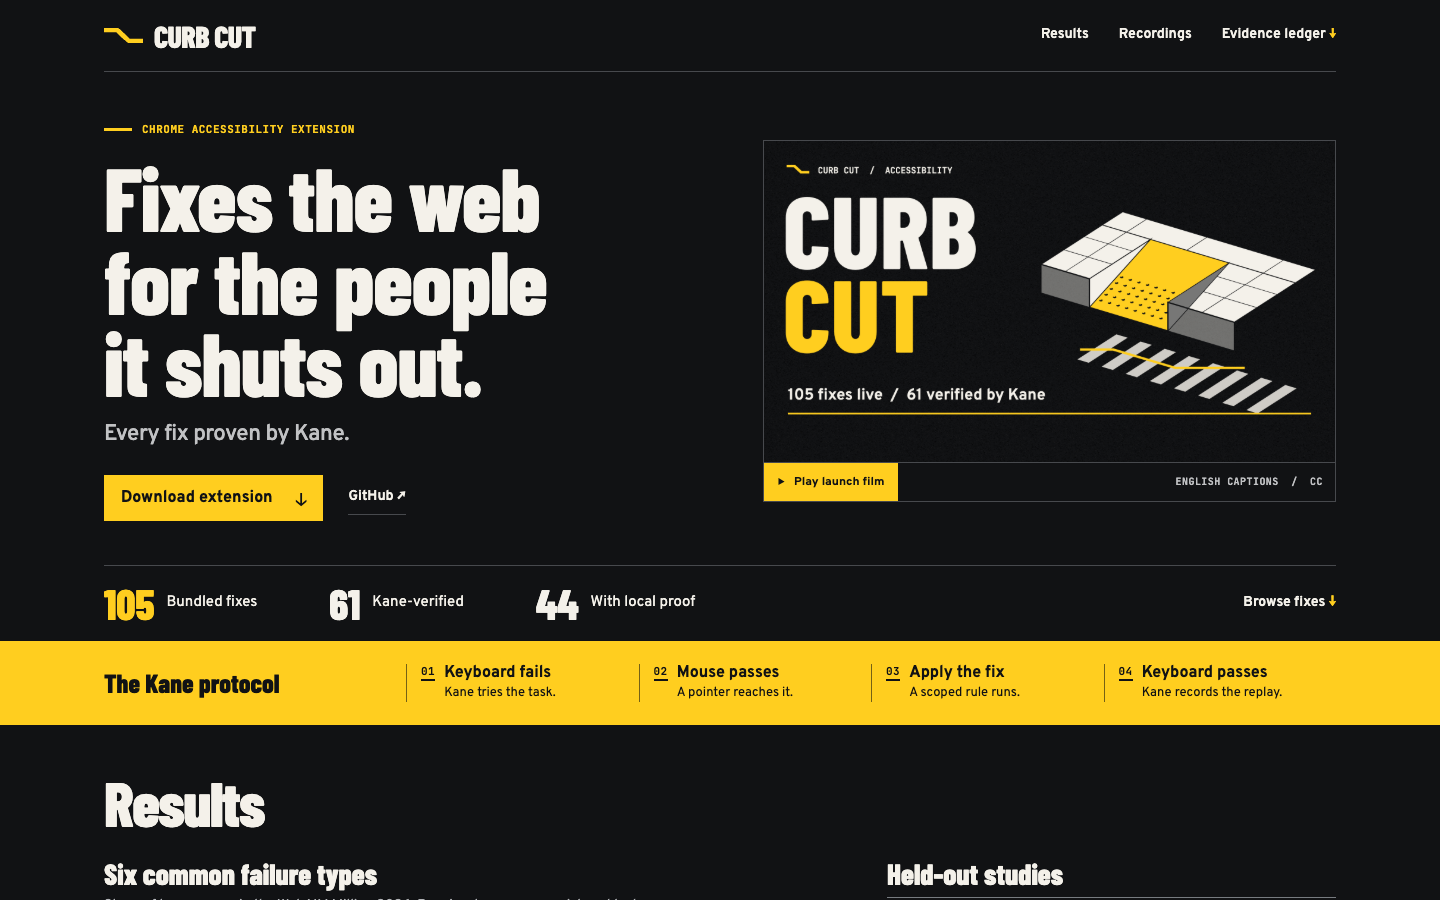 CURB CUT
Results
Recordings
Evidence ledger ↓
CHROME ACCESSIBILITY EXTENSION
Fixes the web
for the people
it shuts out.
Every fix proven by Kane.
Download extension ↓
GitHub ↗
CURB CUT / ACCESSIBILITY
CURB
CUT
105 fixes live / 61 verified by Kane
Play launch film
ENGLISH CAPTIONS / CC
105 Bundled fixes
61 Kane-verified
44 With local proof
Browse fixes ↓
The Kane protocol
01 Keyboard fails
Kane tries the task.
02 Mouse passes
A pointer reaches it.
03 Apply the fix
A scoped rule runs.
04 Keyboard passes
Kane records the replay.
Results
Six common failure types
Held-out studies